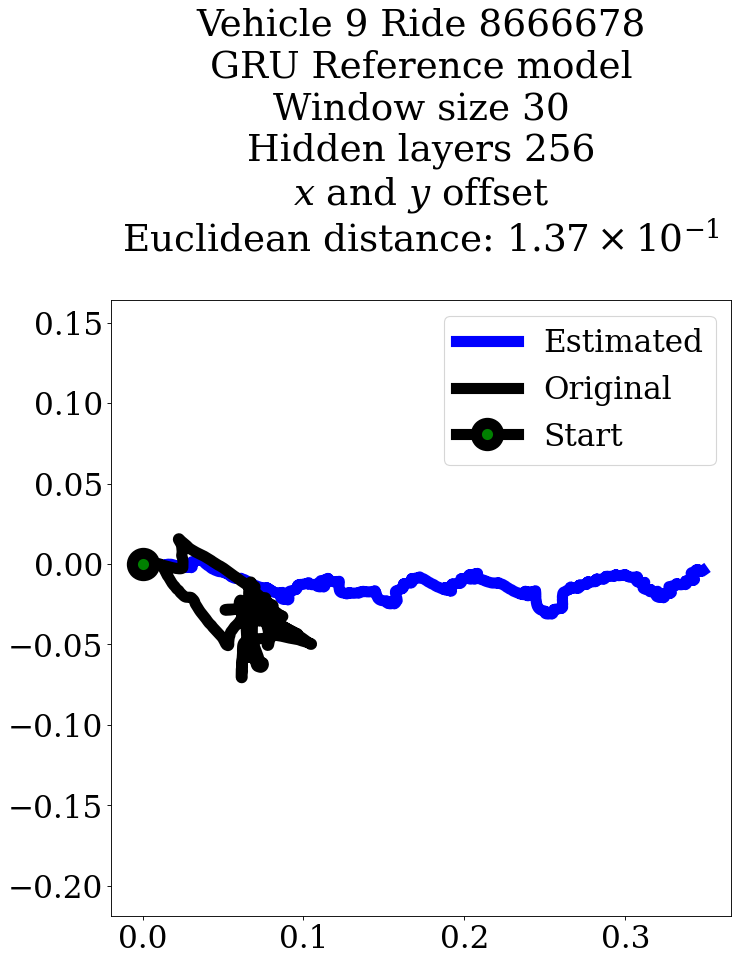 Vehicle 9 Ride 8666678
GRU Reference model
Window size 30
Hidden layers 256
x and y offset
Euclidean distance: 1.37 × 10⁻¹
Estimated
Original
Start
0.15
0.10
0.05
0.00
−0.05
−0.10
−0.15
−0.20
0.0 0.1 0.2 0.3